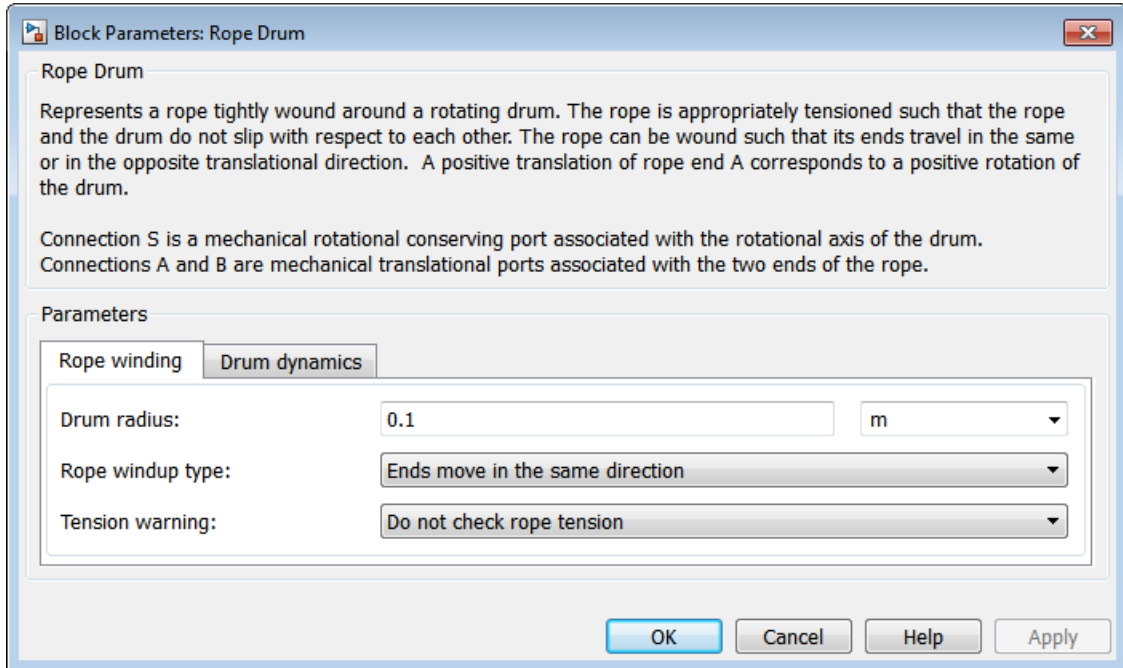 Block Parameters: Rope Drum
Rope Drum
Represents a rope tightly wound around a rotating drum. The rope is appropriately tensioned such that the rope
and the drum do not slip with respect to each other. The rope can be wound such that its ends travel in the same
or in the opposite translational direction.  A positive translation of rope end A corresponds to a positive rotation of
the drum.
Connection S is a mechanical rotational conserving port associated with the rotational axis of the drum.
Connections A and B are mechanical translational ports associated with the two ends of the rope.
Parameters
Rope winding Drum dynamics
Drum radius: 0.1 m
Rope windup type: Ends move in the same direction
Tension warning: Do not check rope tension
OK Cancel Help Apply